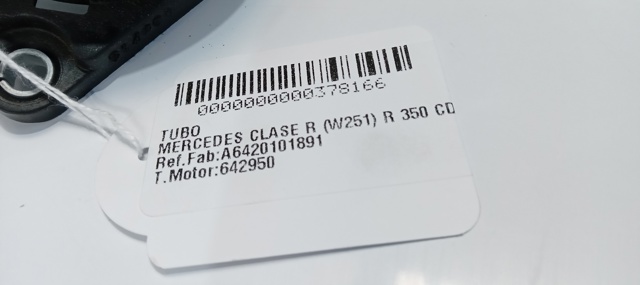 0000000000378166
TUBO
MERCEDES CLASE R (W251) R 350 CD
Ref.Fab:A6420101891
T.Motor:642950